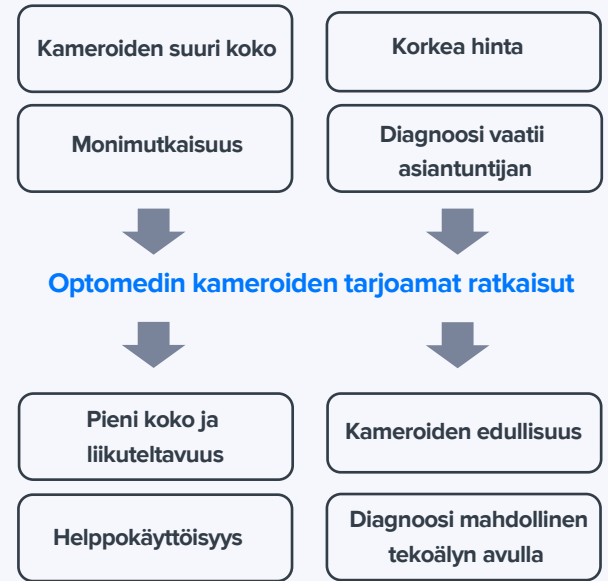 Kameroiden suuri koko
Korkea hinta
Monimutkaisuus
Diagnoosi vaatii
asiantuntijan
Optomedin kameroiden tarjoamat ratkaisut
Pieni koko ja
liikuteltavuus
Kameroiden edullisuus
Helppokäyttöisyys
Diagnoosi mahdollinen
tekoälyn avulla